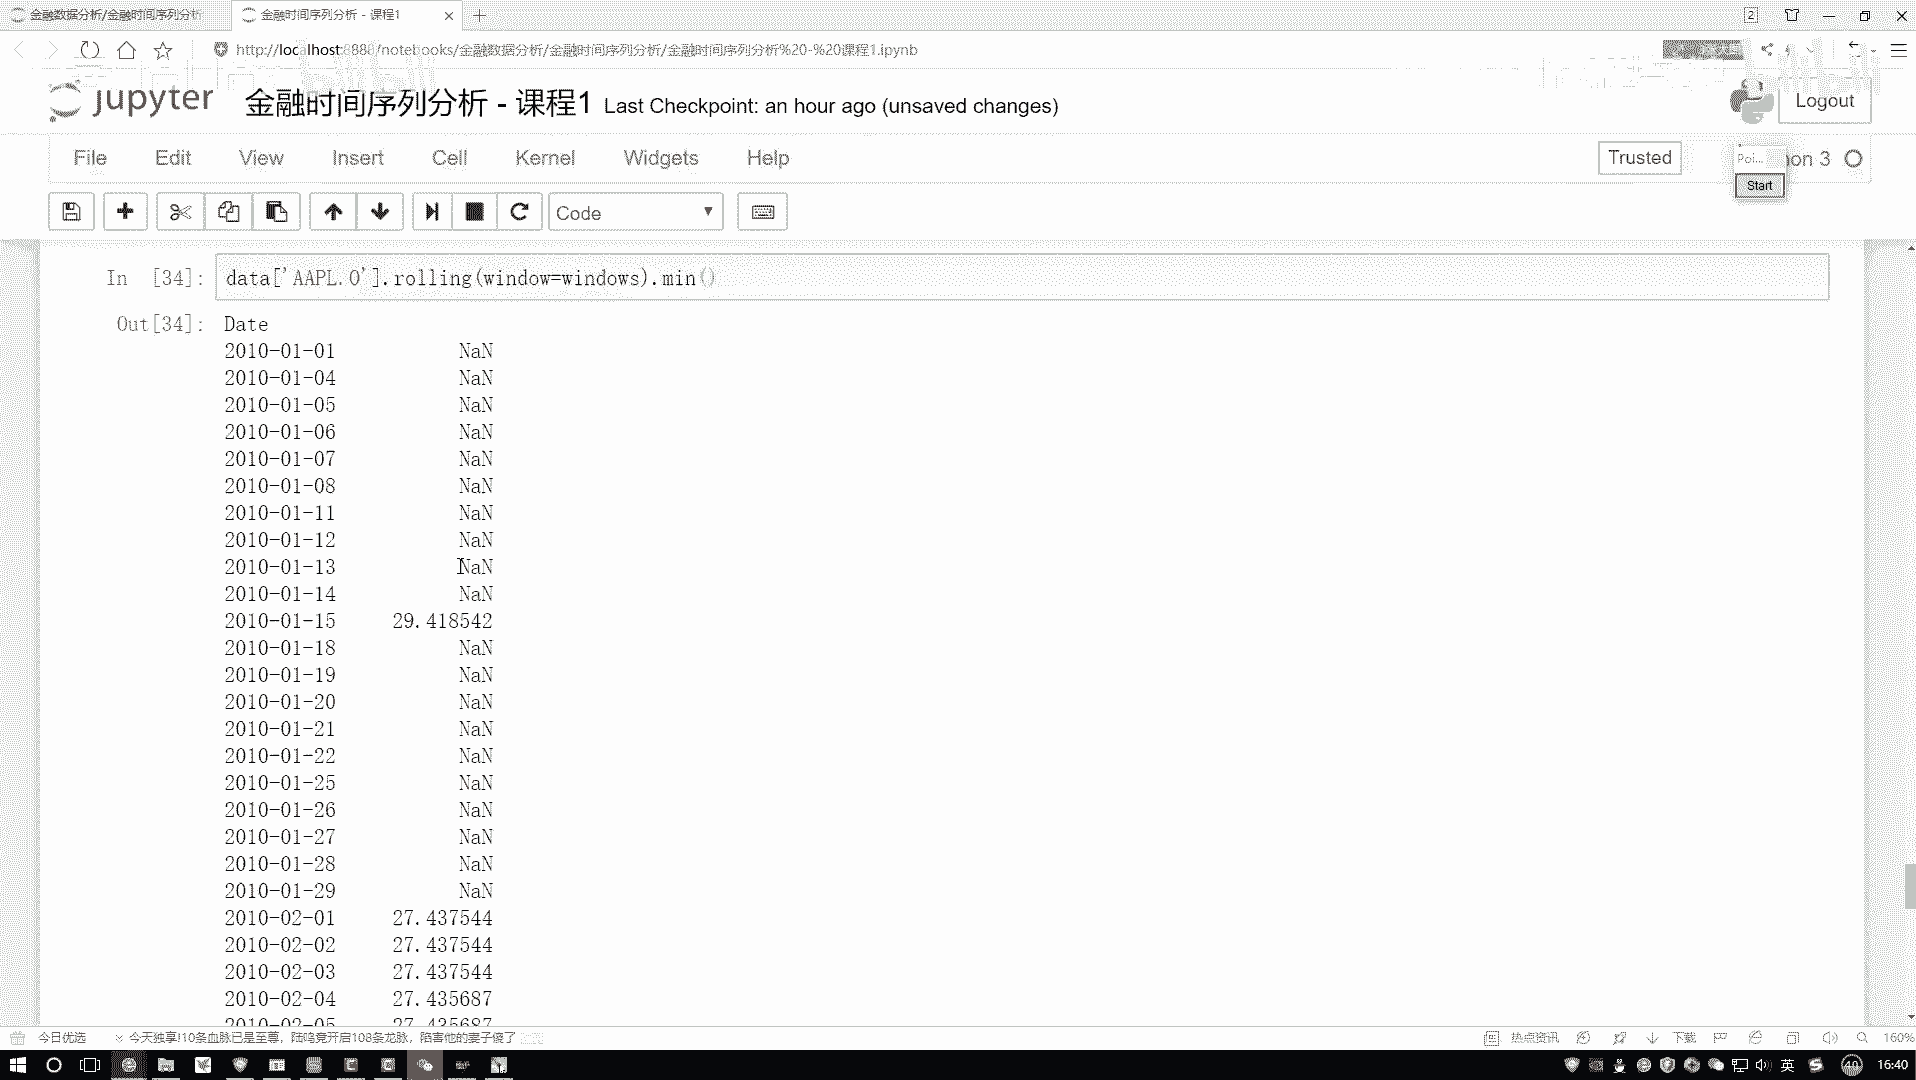 金融数据分析/金融时间序列分析
金融时间序列分析 - 课程1
2
http://localhost:8888/notebooks/金融数据分析/金融时间序列分析/金融时间序列分析%20-%20课程1.ipynb
jupyter
金融时间序列分析 - 课程1 Last Checkpoint: an hour ago (unsaved changes)
Logout
File Edit View Insert Cell Kernel Widgets Help
Trusted
Poi...
on 3
Start
Code
In [34]: data['AAPL.O'].rolling(window=windows).min()
Out[34]: Date
2010-01-01 NaN
2010-01-04 NaN
2010-01-05 NaN
2010-01-06 NaN
2010-01-07 NaN
2010-01-08 NaN
2010-01-11 NaN
2010-01-12 NaN
2010-01-13 NaN
2010-01-14 NaN
2010-01-15 29.418542
2010-01-18 NaN
2010-01-19 NaN
2010-01-20 NaN
2010-01-21 NaN
2010-01-22 NaN
2010-01-25 NaN
2010-01-26 NaN
2010-01-27 NaN
2010-01-28 NaN
2010-01-29 NaN
2010-02-01 27.437544
2010-02-02 27.437544
2010-02-03 27.437544
2010-02-04 27.435687
2010-02-05 27.435687
今日优选
今天独享!10条血脉已是至尊，陆鸣竟开启108条龙脉，陷害他的妻子傻了
热点资讯
下载
160%
英
40
16:40